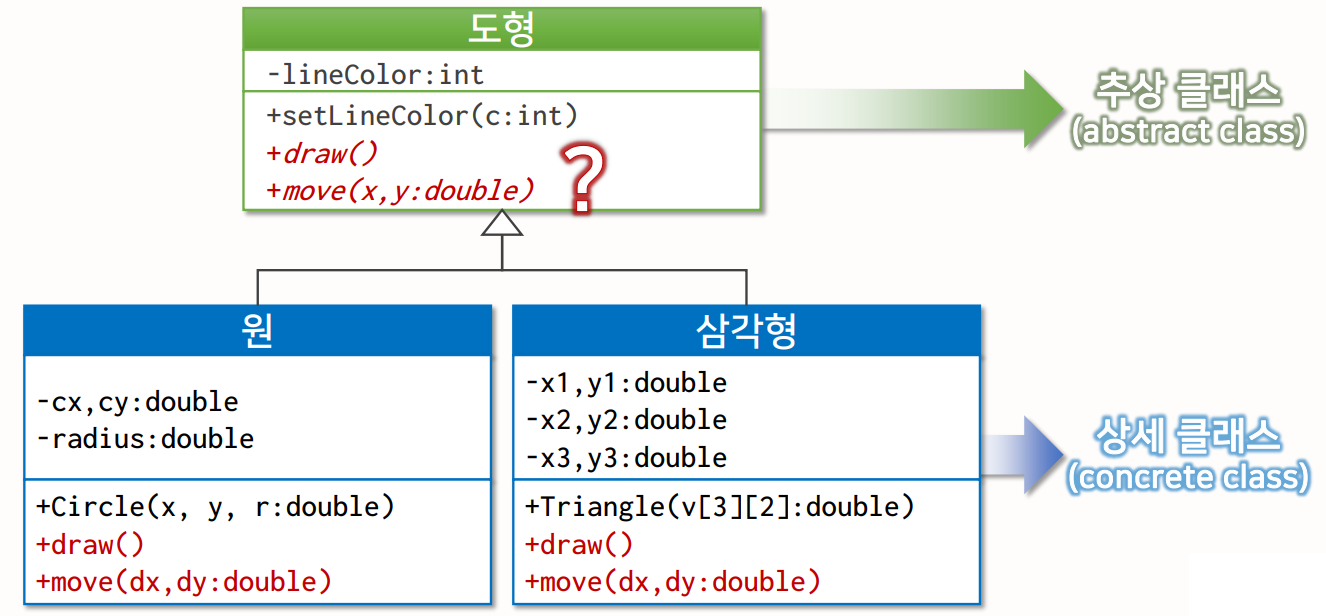 도형
-lineColor:int
+setLineColor(c:int)
+draw()
+move(x,y:double)
?
추상 클래스
(abstract class)
원
-cx,cy:double
-radius:double
+Circle(x, y, r:double)
+draw()
+move(dx,dy:double)
삼각형
-x1,y1:double
-x2,y2:double
-x3,y3:double
+Triangle(v[3][2]:double)
+draw()
+move(dx,dy:double)
상세 클래스
(concrete class)